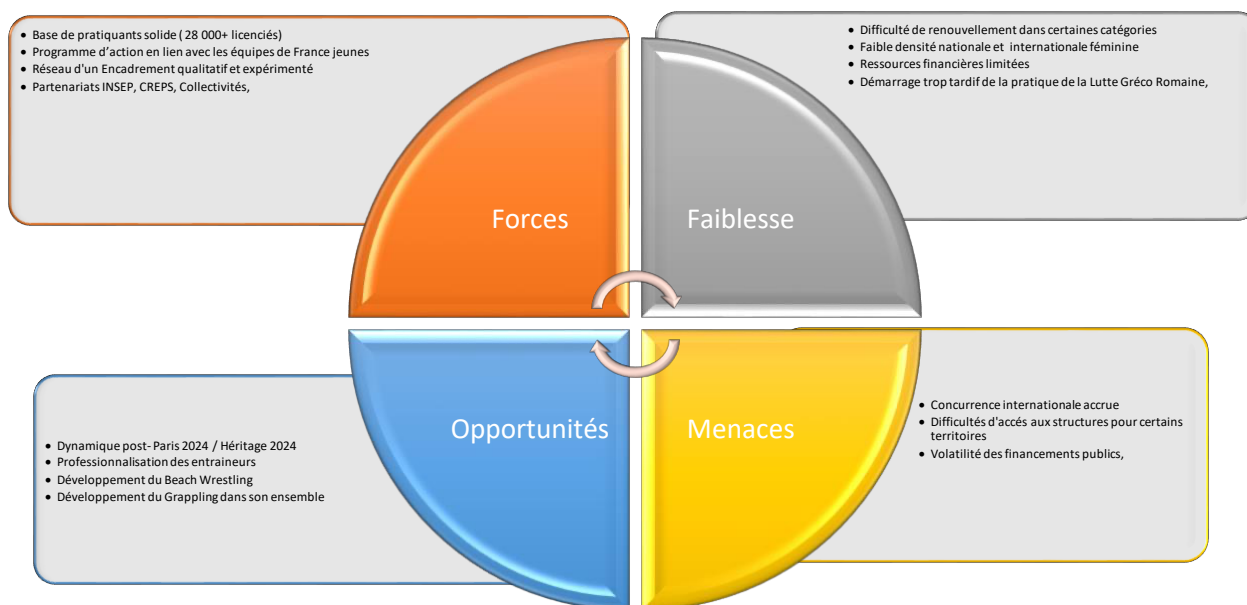 • Base de pratiquants solide ( 28 000+ licenciés)
• Programme d'action en lien avec les équipes de France jeunes
• Réseau d'un Encadrement qualitatif et expérimenté
• Partenariats INSEP, CREPS, Collectivités,
• Difficulté de renouvellement dans certaines catégories
• Faible densité nationale et internationale féminine
• Ressources financières limitées
• Démarrage trop tardif de la pratique de la Lutte Gréco Romaine,
Forces
Faiblesse
Opportunités
Menaces
• Dynamique post- Paris 2024 / Héritage 2024
• Professionnalisation des entraineurs
• Développement du Beach Wrestling
• Développement du Grappling dans son ensemble
• Concurrence internationale accrue
• Difficultés d'accés aux structures pour certains
territoires
• Volatilité des financements publics,